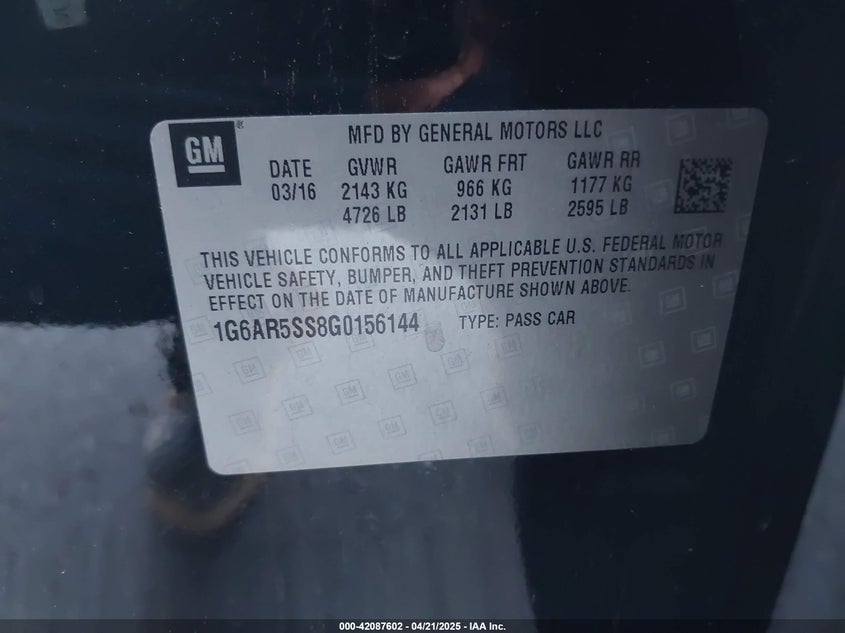 GM
MFD BY GENERAL MOTORS LLC
DATE GVWR GAWR FRT GAWR RR
03/16 2143 KG 966 KG 1177 KG
4726 LB 2131 LB 2595 LB
THIS VEHICLE CONFORMS TO ALL APPLICABLE U.S. FEDERAL MOTOR
VEHICLE SAFETY, BUMPER, AND THEFT PREVENTION STANDARDS IN
EFFECT ON THE DATE OF MANUFACTURE SHOWN ABOVE.
1G6AR5SS8G0156144 TYPE: PASS CAR
000-42087602 - 04/21/2025 - IAA Inc.